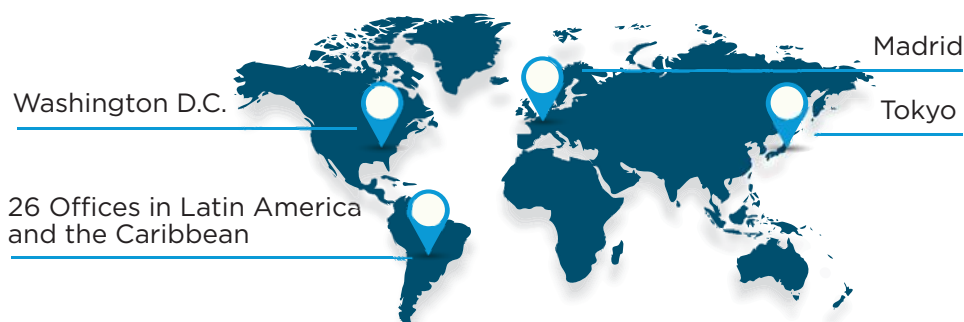 Madrid
Washington D.C.
Tokyo
26 Offices in Latin America
and the Caribbean